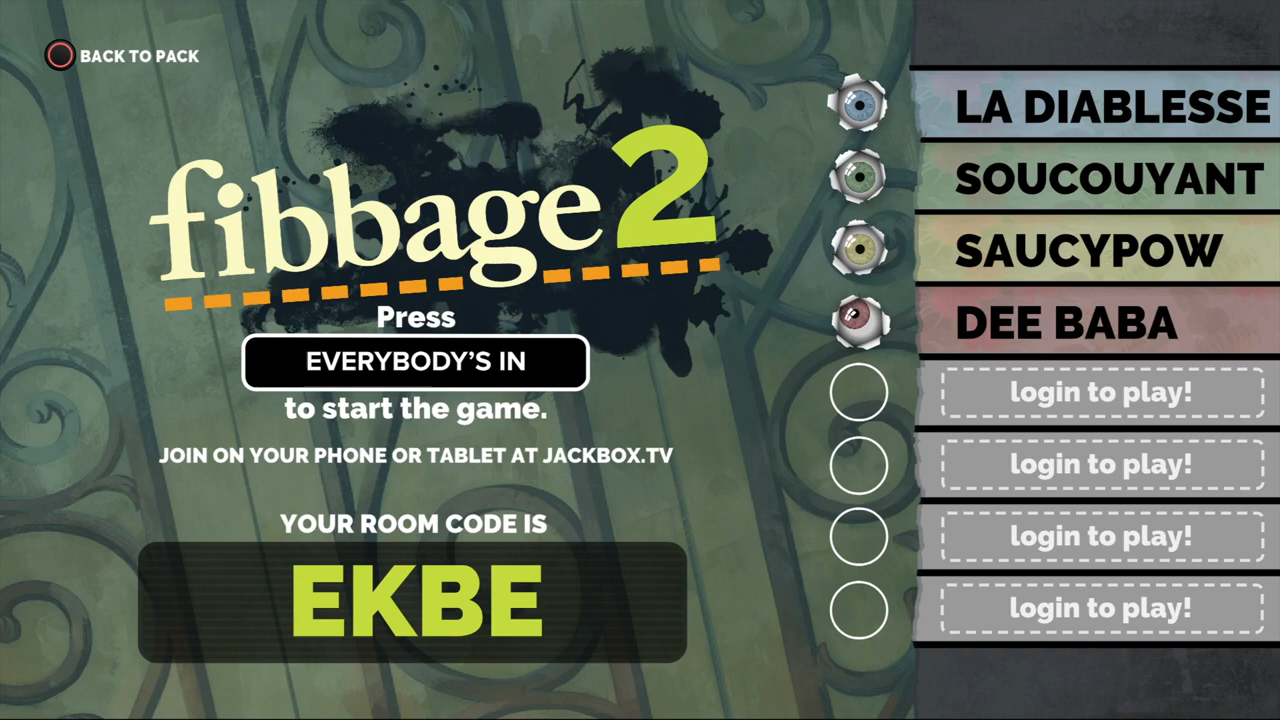 BACK TO PACK
fibbage 2
Press
EVERYBODY'S IN
to start the game.
JOIN ON YOUR PHONE OR TABLET AT JACKBOX.TV
YOUR ROOM CODE IS
EKBE
LA DIABLESSE
SOUCOUYANT
SAUCYPOW
DEE BABA
login to play!
login to play!
login to play!
login to play!